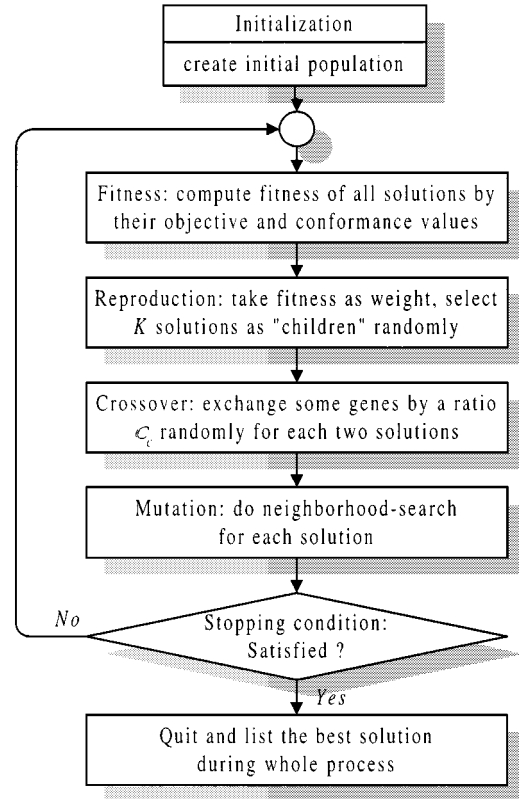 Initialization
create initial population
Fitness: compute fitness of all solutions by
their objective and conformance values
Reproduction: take fitness as weight, select
K solutions as "children" randomly
Crossover: exchange some genes by a ratio
C_c randomly for each two solutions
Mutation: do neighborhood-search
for each solution
Stopping condition:
Satisfied ?
No
Yes
Quit and list the best solution
during whole process